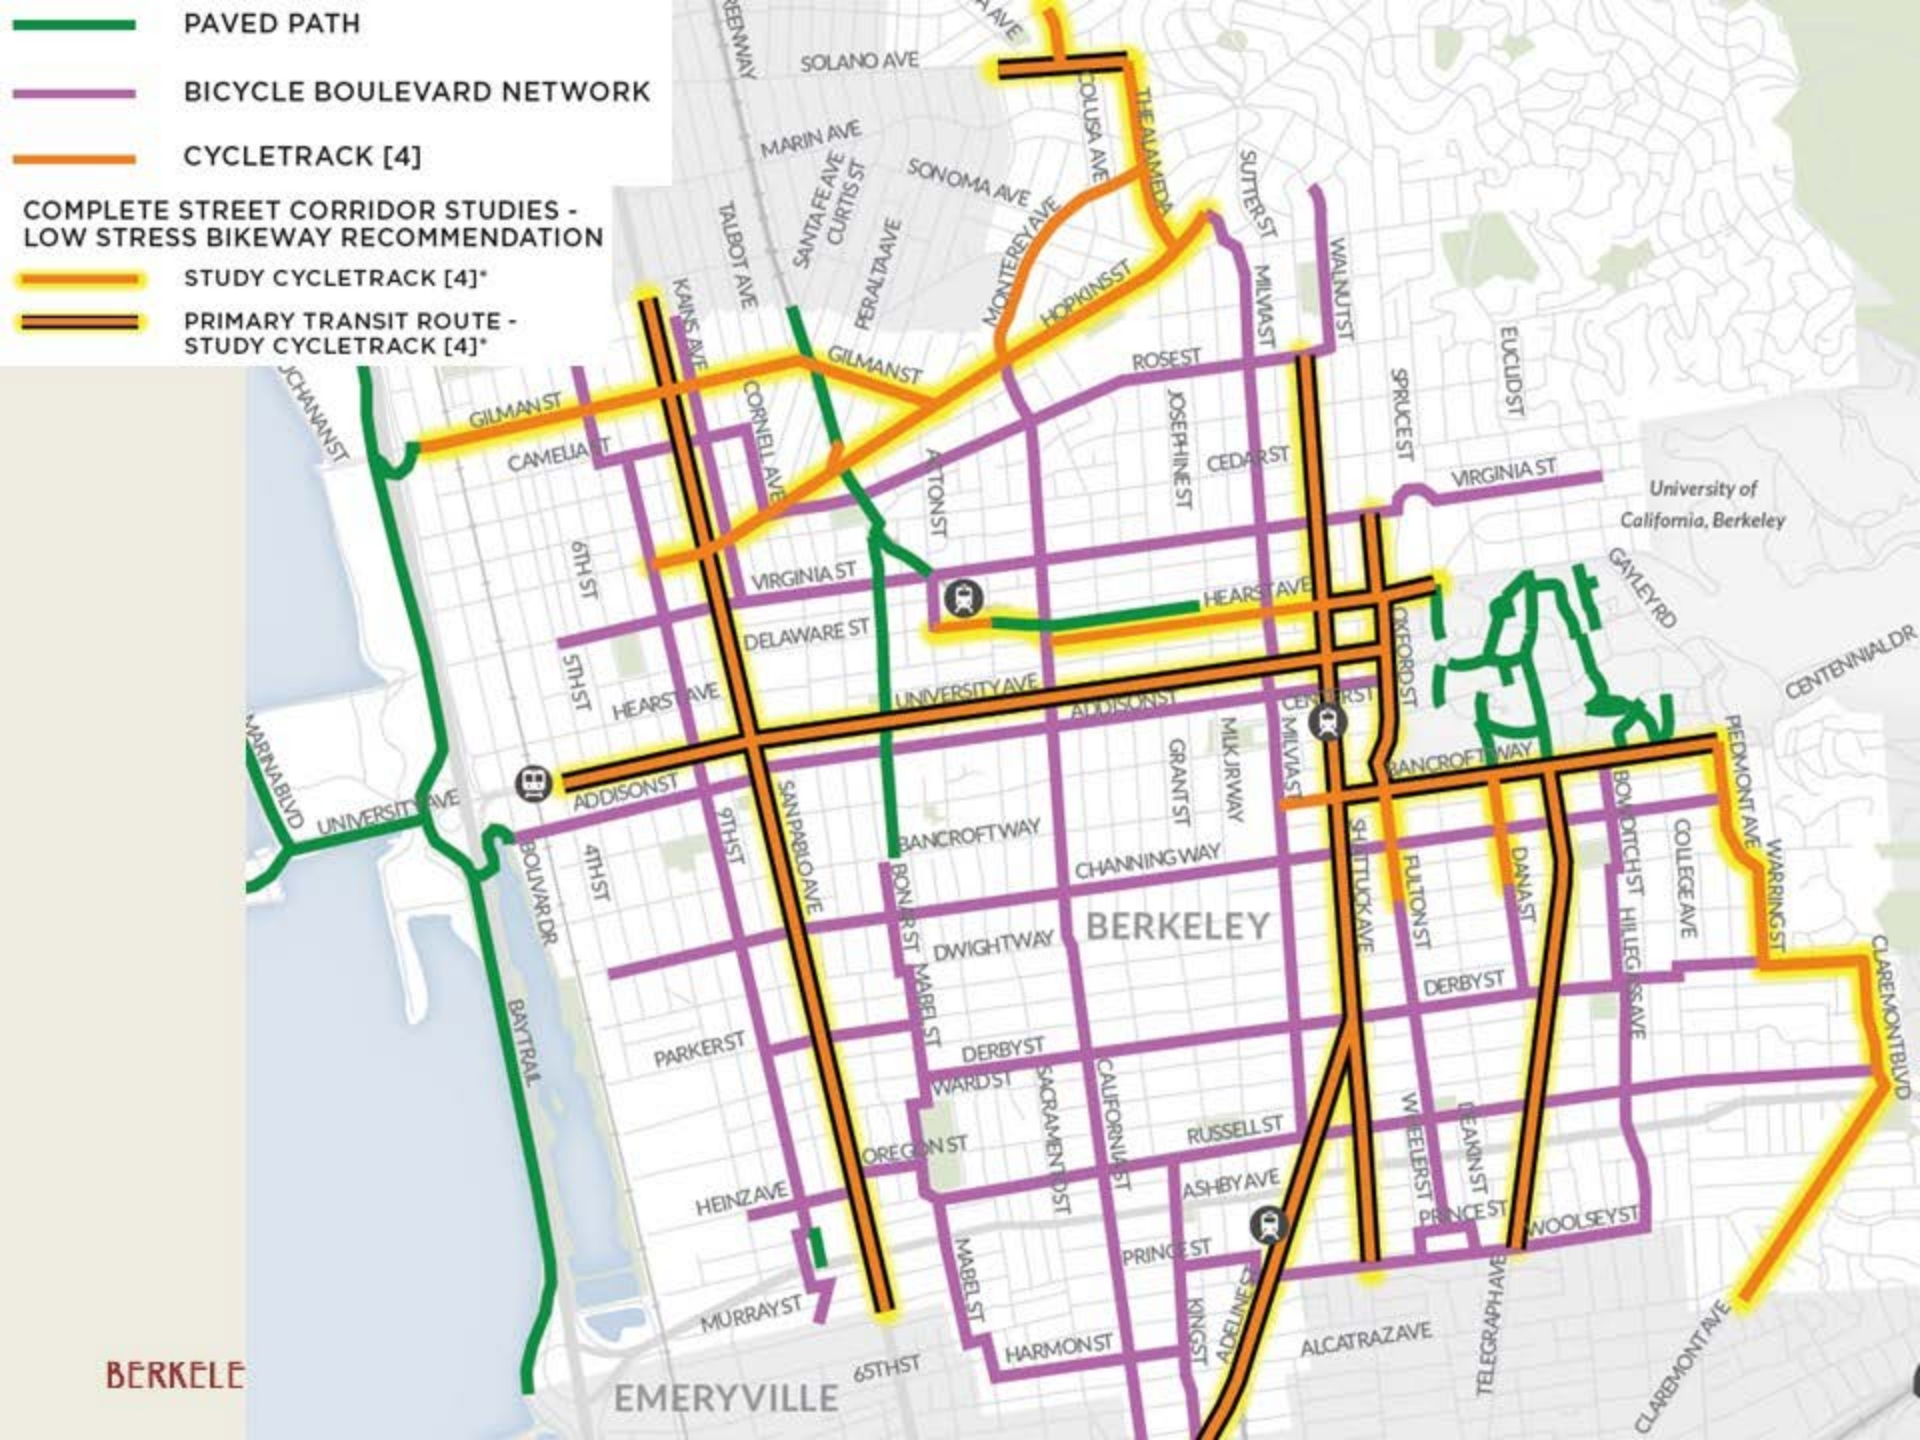 PAVED PATH
BICYCLE BOULEVARD NETWORK
CYCLETRACK [4]
COMPLETE STREET CORRIDOR STUDIES -
LOW STRESS BIKEWAY RECOMMENDATION
STUDY CYCLETRACK [4]*
PRIMARY TRANSIT ROUTE -
STUDY CYCLETRACK [4]*
SOLANO AVE
MARIN AVE
SANTA FE AVE
CURTIS ST
SONOMA AVE
COLUSA AVE
THE ALAMEDA
SUTTER ST
TALBOT AVE
PERALTA AVE
MONTEREY AVE
HOPKINS ST
MILVIA ST
WALNUT ST
KAINS AVE
GILMAN ST
GILMAN ST
ROSE ST
EUCLID ST
SPRUCE ST
CAMELIA ST
CORNELL AVE
JOSEPHINE ST
CEDAR ST
VIRGINIA ST
University of
California, Berkeley
6TH ST
VIRGINIA ST
HEARST AVE
GAYLEY RD
DELAWARE ST
OXFORD ST
CENTENNIAL DR
5TH ST
HEARST AVE
UNIVERSITY AVE
ADDISON ST
CENTER ST
MARINA BLVD
UNIVERSITY AVE
ADDISON ST
GRANT ST
MLK JR WAY
MILVIA ST
BANCROFT WAY
PIEDMONT AVE
BOLIVAR DR
4TH ST
9TH ST
SAN PABLO AVE
BANCROFT WAY
CHANNING WAY
SHATTUCK AVE
FULTON ST
DANA ST
BOWDITCH ST
COLLEGE AVE
WARRING ST
BONAR ST
DWIGHT WAY
BERKELEY
DERBY ST
HILLEGASS AVE
CLAREMONT BLVD
BAY TRAIL
MABEL ST
PARKER ST
DERBY ST
WARD ST
SACRAMENTO ST
CALIFORNIA ST
RUSSELL ST
WHEELER ST
DEAKIN ST
OREGON ST
HEINZ AVE
ASHBY AVE
PRINCE ST
WOOLSEY ST
PRINCE ST
MABEL ST
MURRAY ST
KING ST
ADELINE ST
HARMON ST
ALCATRAZ AVE
TELEGRAPH AVE
CLAREMONT AVE
65TH ST
EMERYVILLE
BERKELE